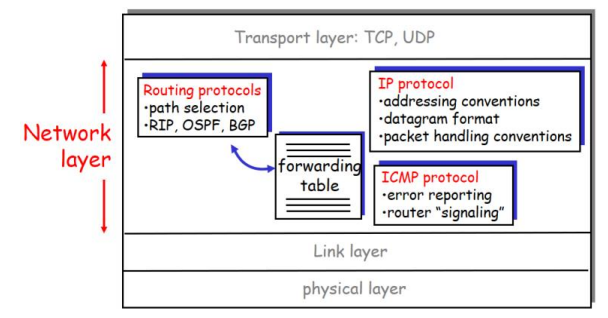 Transport layer: TCP, UDP
Network
layer
Routing protocols
•path selection
•RIP, OSPF, BGP
forwarding
table
IP protocol
•addressing conventions
•datagram format
•packet handling conventions
ICMP protocol
•error reporting
•router “signaling”
Link layer
physical layer